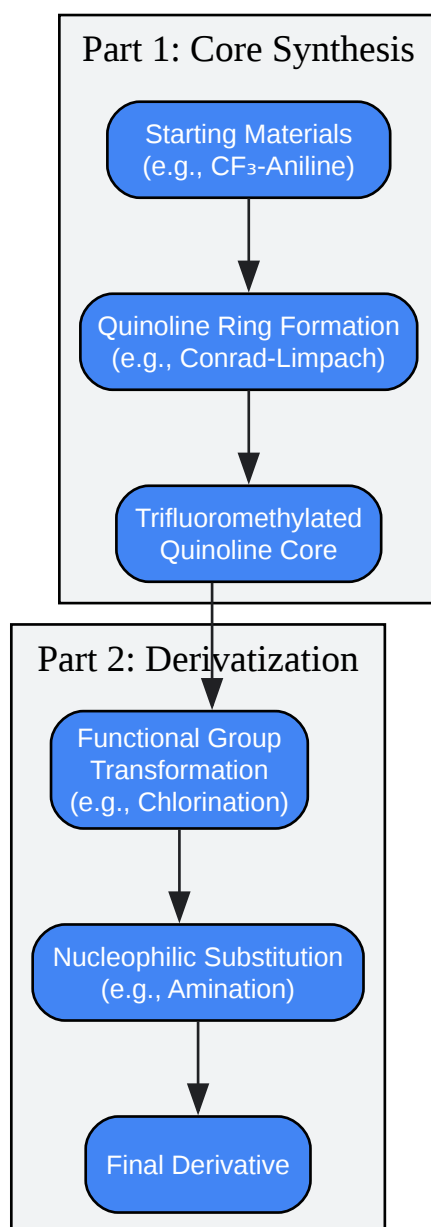 Part 1: Core Synthesis
Starting Materials
(e.g., CF₃-Aniline)
Quinoline Ring Formation
(e.g., Conrad-Limpach)
Trifluoromethylated
Quinoline Core
Part 2: Derivatization
Functional Group
Transformation
(e.g., Chlorination)
Nucleophilic Substitution
(e.g., Amination)
Final Derivative